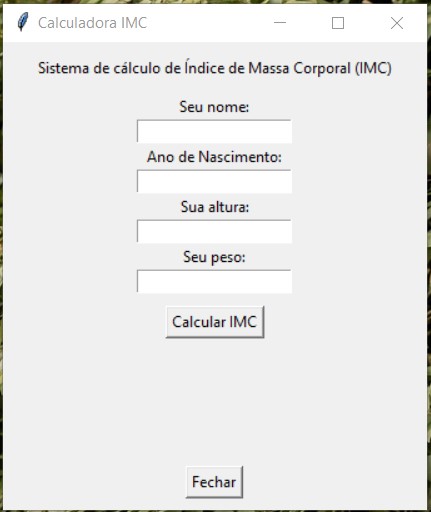 Calculadora IMC
Sistema de cálculo de Índice de Massa Corporal (IMC)
Seu nome:
Ano de Nascimento:
Sua altura:
Seu peso:
Calcular IMC
Fechar